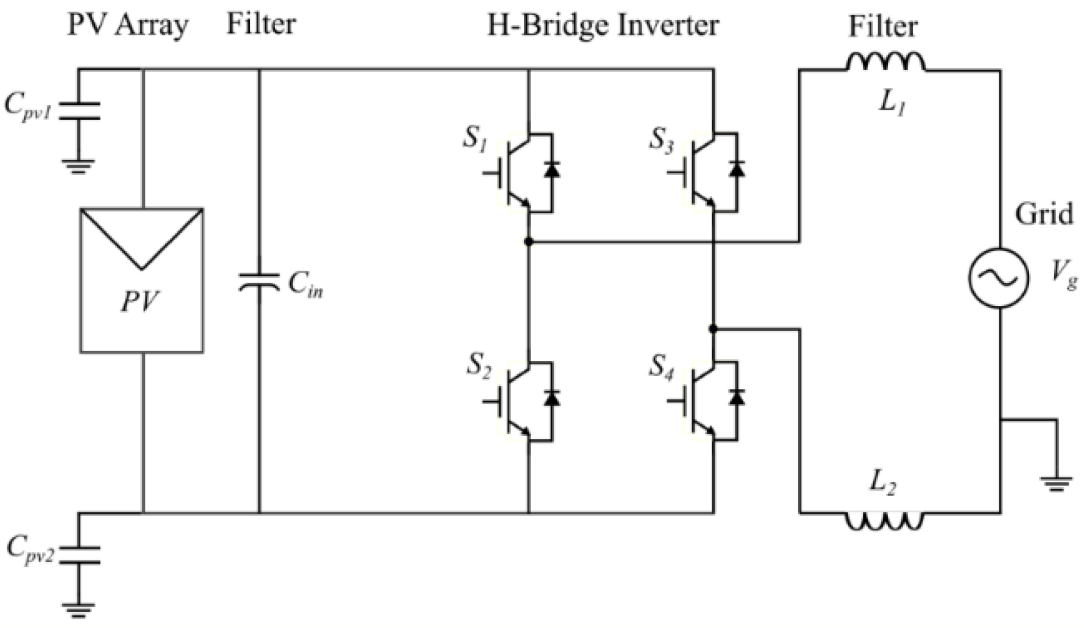 PV Array Filter H-Bridge Inverter Filter
Cpv1
L1
S1 S3
Grid
Vg
PV
Cin
S2 S4
L2
Cpv2